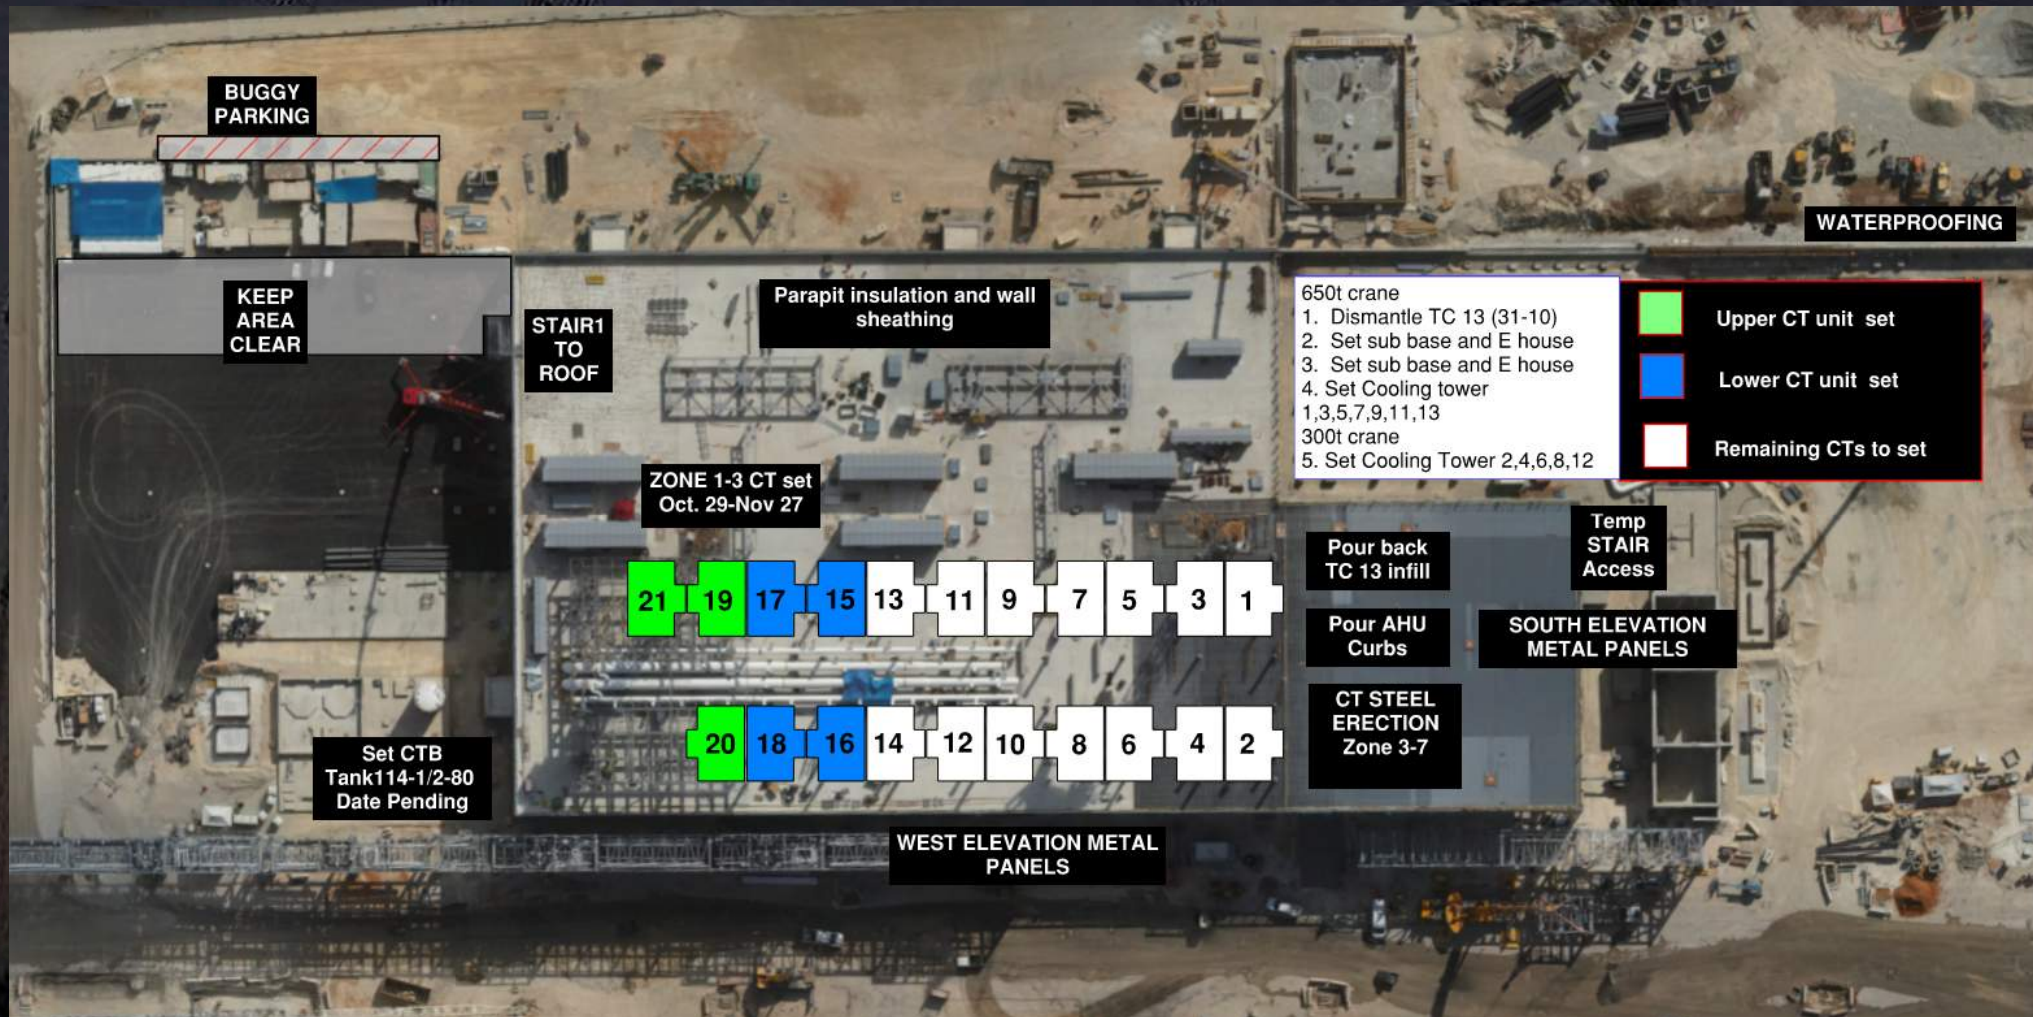 BUGGY
PARKING
WATERPROOFING
KEEP
AREA
CLEAR
STAIR1
TO
ROOF
Parapit insulation and wall
sheathing
650t crane
1. Dismantle TC 13 (31-10)
2. Set sub base and E house
3. Set sub base and E house
4. Set Cooling tower
1,3,5,7,9,11,13
300t crane
5. Set Cooling Tower 2,4,6,8,12
Upper CT unit set
Lower CT unit set
Remaining CTs to set
ZONE 1-3 CT set
Oct. 29-Nov 27
Temp
STAIR
Access
Pour back
TC 13 infill
21 19 17 15 13 11 9 7 5 3 1
Pour AHU
Curbs
SOUTH ELEVATION
METAL PANELS
CT STEEL
ERECTION
Zone 3-7
20 18 16 14 12 10 8 6 4 2
Set CTB
Tank114-1/2-80
Date Pending
WEST ELEVATION METAL
PANELS